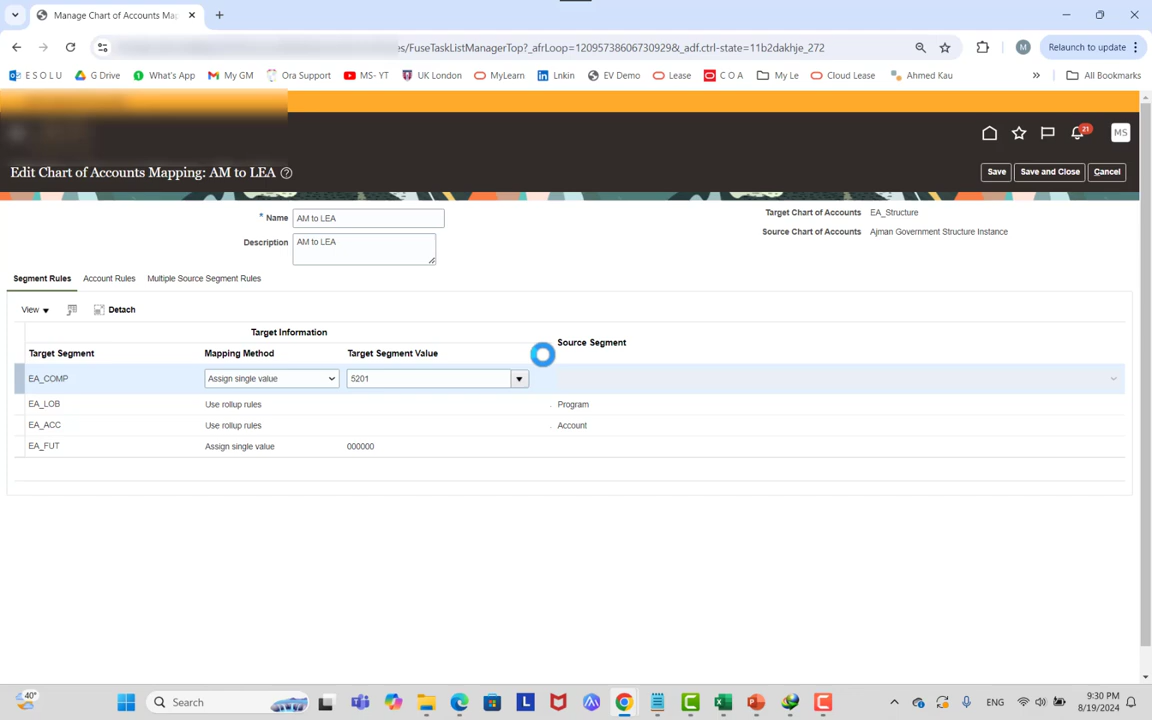 Manage Chart of Accounts Ma
es/FuseTaskListManagerTop?_afrLoop=12095738606730929&_adf.ctrl-state=11b2dakhje_272
M
Relaunch to update
E S O L U
G Drive
What's App
My GM
Ora Support
MS- YT
UK London
MyLearn
Lnkin
EV Demo
Lease
C O A
My Le
Cloud Lease
Ahmed Kau
»
All Bookmarks
21
MS
Edit Chart of Accounts Mapping: AM to LEA
Save
Save and Close
Cancel
* Name AM to LEA
Description AM to LEA
Target Chart of Accounts EA_Structure
Source Chart of Accounts Ajman Government Structure Instance
Segment Rules Account Rules Multiple Source Segment Rules
View Detach
Target Information
Source Segment
Target Segment Mapping Method Target Segment Value
EA_COMP Assign single value 5201
EA_LOB Use rollup rules Program
EA_ACC Use rollup rules Account
EA_FUT Assign single value 000000
40°
Search
ENG
9:30 PM
8/19/2024